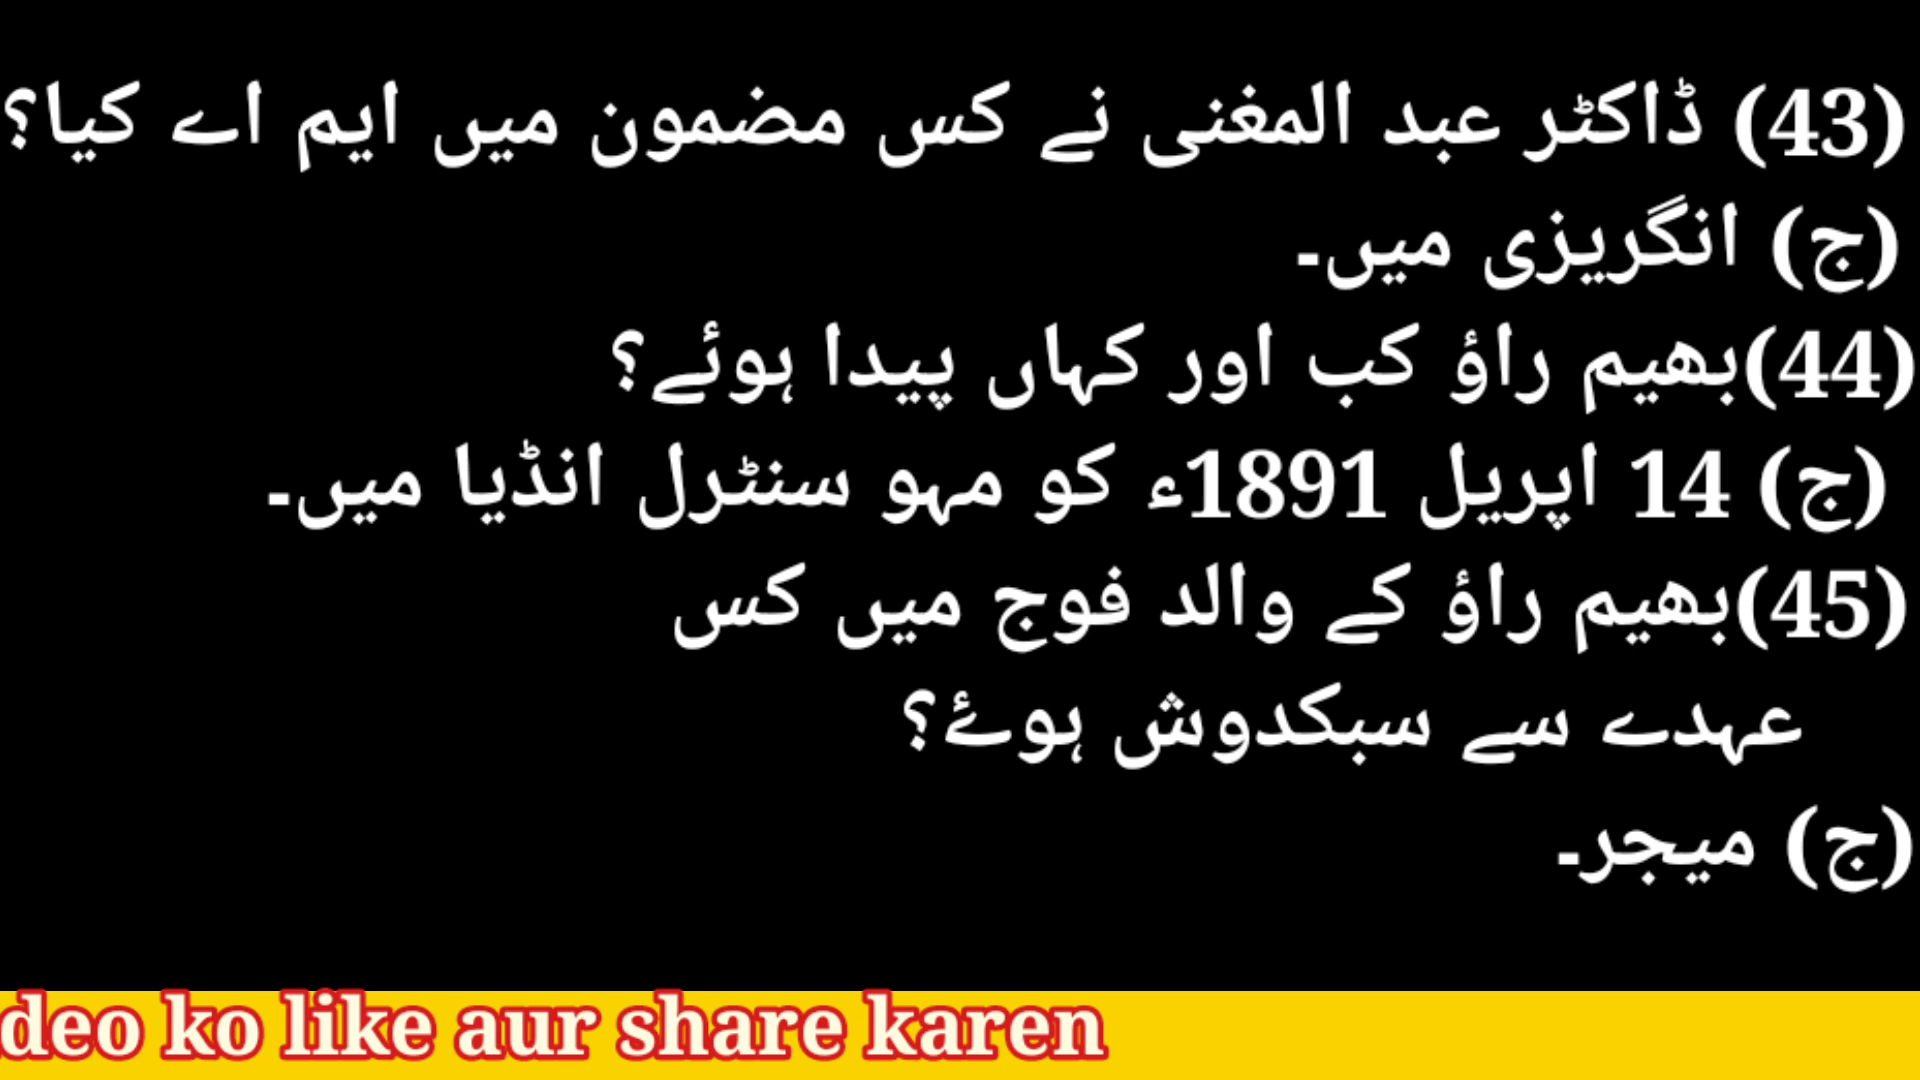 (43) ڈاکٹر عبد المغنی نے کس مضمون میں ایم اے کیا؟
(ج) انگریزی میں۔
(44)بھیم راؤ کب اور کہاں پیدا ہوئے؟
(ج) 14 اپریل 1891ء کو مہو سنٹرل انڈیا میں۔
(45)بھیم راؤ کے والد فوج میں کس
عہدے سے سبکدوش ہوۓ؟
(ج) میجر۔
deo ko like aur share karen